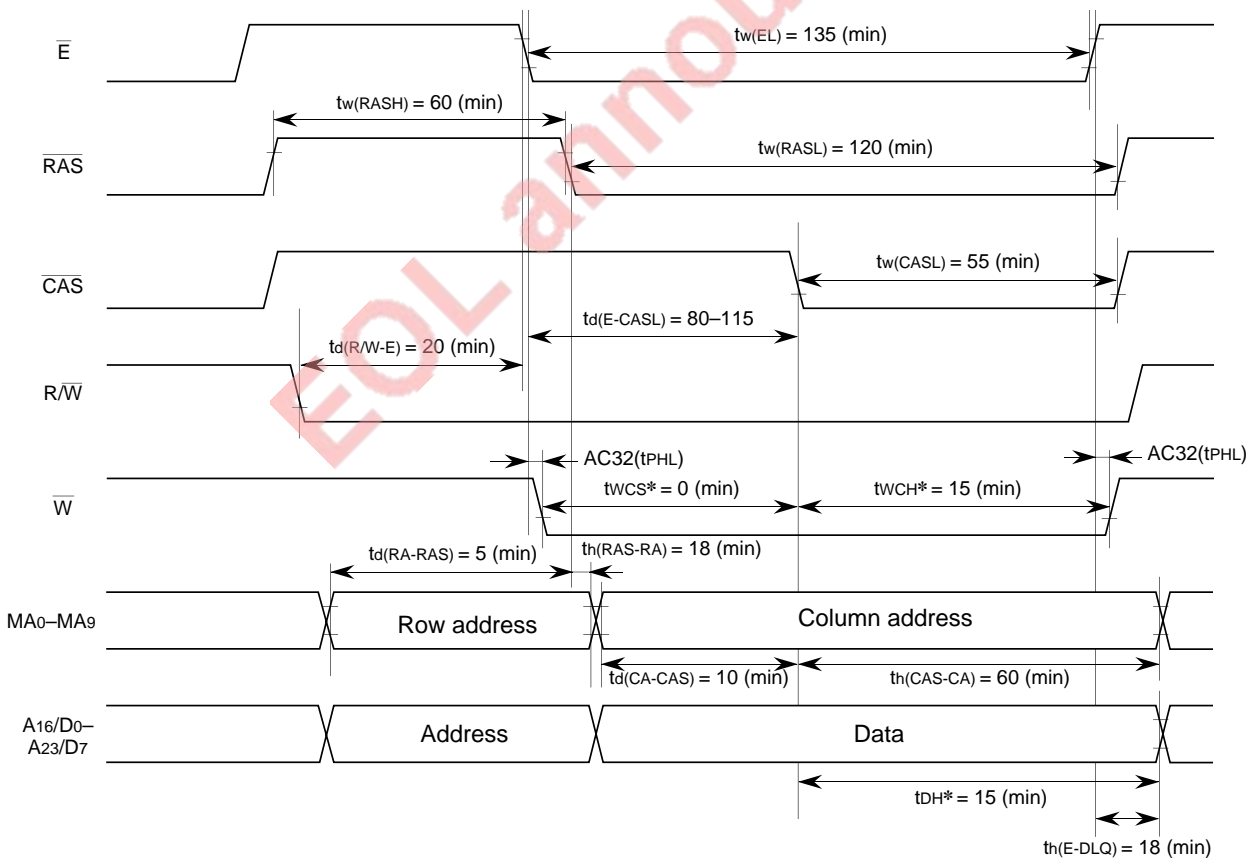 EOL annou
E
tw(EL) = 135 (min)
tw(RASH) = 60 (min)
RAS
tw(RASL) = 120 (min)
CAS
tw(CASL) = 55 (min)
td(E-CASL) = 80–115
td(R/W-E) = 20 (min)
R/W
AC32(tPHL)
AC32(tPHL)
tWCS* = 0 (min)
tWCH* = 15 (min)
W
td(RA-RAS) = 5 (min)
th(RAS-RA) = 18 (min)
MA0–MA9
Row address
Column address
td(CA-CAS) = 10 (min)
th(CAS-CA) = 60 (min)
A16/D0–
A23/D7
Address
Data
tDH* = 15 (min)
th(E-DLQ) = 18 (min)